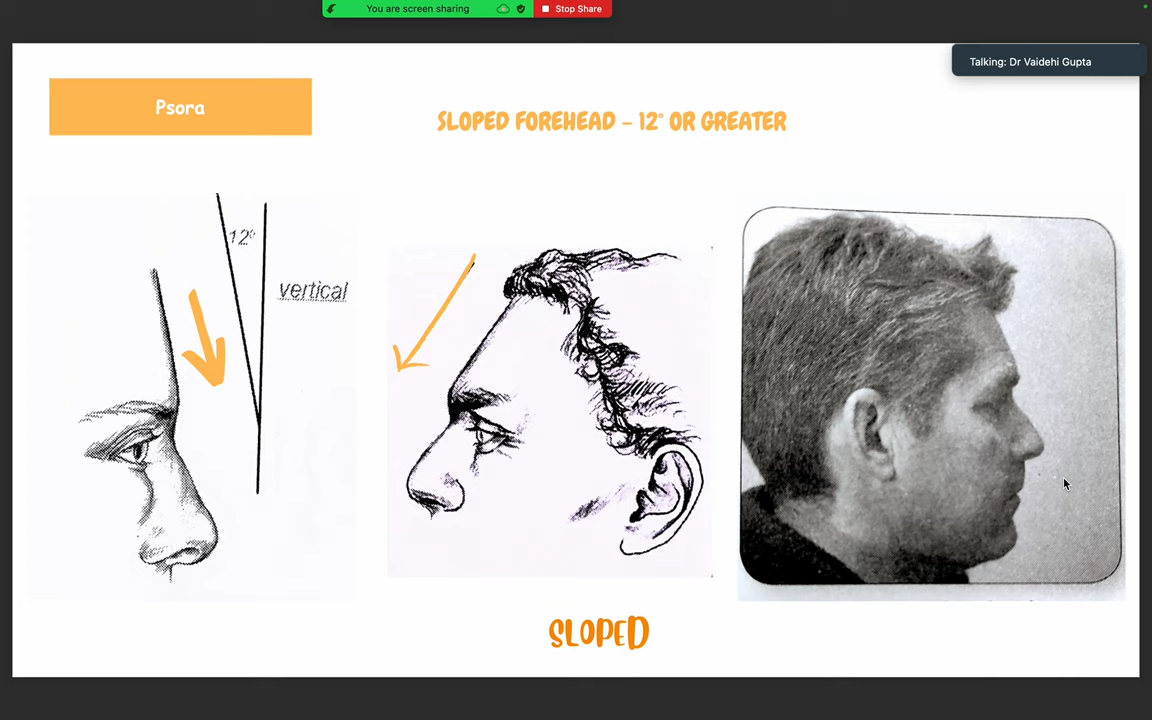 You are screen sharing
Stop Share
Talking: Dr Vaidehi Gupta
Psora
SLOPED FOREHEAD – 12° OR GREATER
12°
vertical
SLOPED